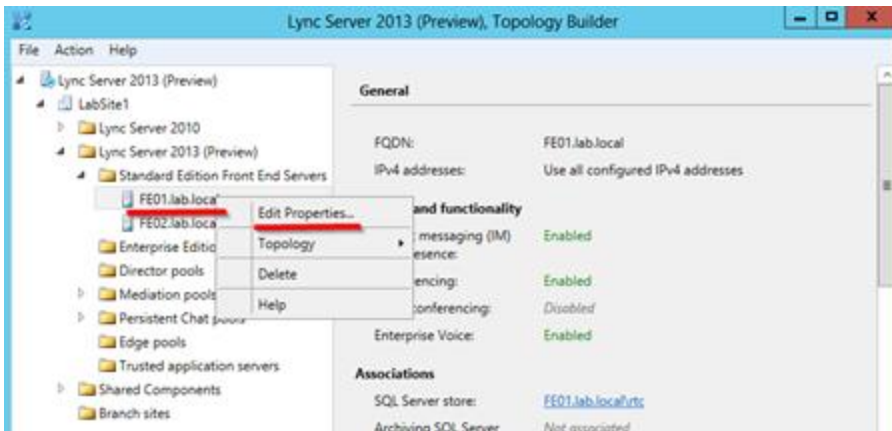 Lync Server 2013 (Preview), Topology Builder
File Action Help
Lync Server 2013 (Preview)
LabSite1
Lync Server 2010
Lync Server 2013 (Preview)
Standard Edition Front End Servers
FE01.lab.local
FE02.lab.loca
Enterprise Editio
Director pools
Mediation pools
Persistent Chat pools
Edge pools
Trusted application servers
Shared Components
Branch sites
Edit Properties...
Topology
Delete
Help
General
FQDN: FE01.lab.local
IPv4 addresses: Use all configured IPv4 addresses
and functionality
messaging (IM) Enabled
esence:
encing: Enabled
conferencing: Disabled
Enterprise Voice: Enabled
Associations
SQL Server store: FE01.lab.local\rtc
Archiving SQL Server Not associated